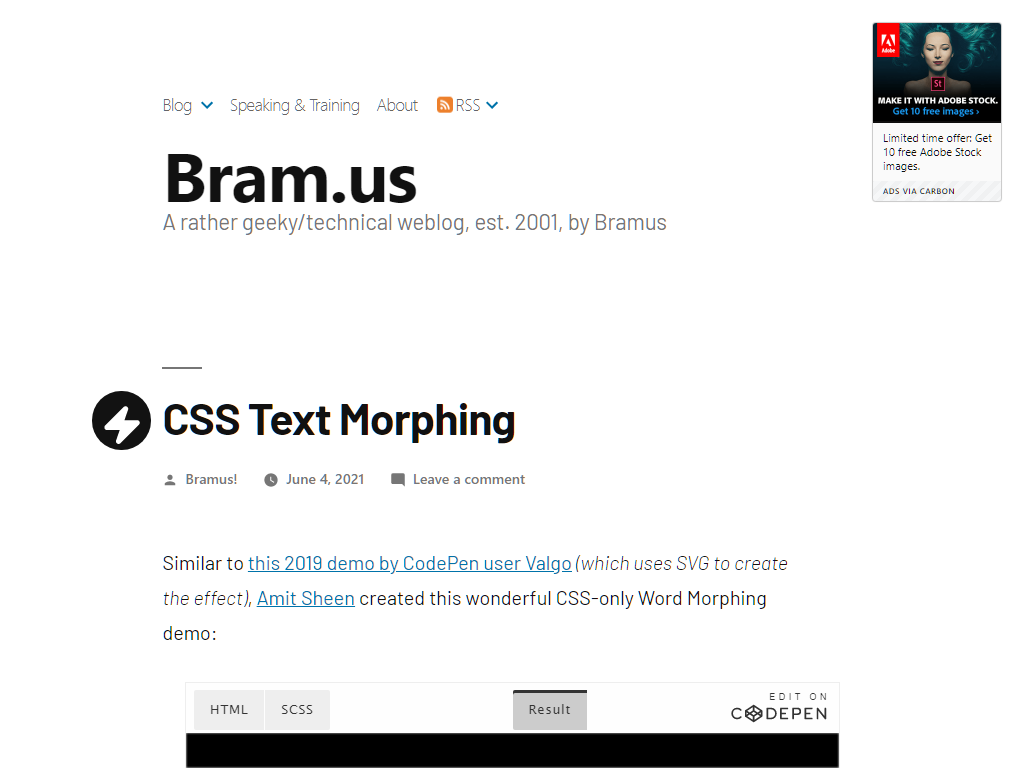 Blog Speaking & Training About RSS
Bram.us
A rather geeky/technical weblog, est. 2001, by Bramus
Adobe
St
MAKE IT WITH ADOBE STOCK.
Get 10 free images ›
Limited time offer: Get
10 free Adobe Stock
images.
ADS VIA CARBON
CSS Text Morphing
Bramus! June 4, 2021 Leave a comment
Similar to this 2019 demo by CodePen user Valgo (which uses SVG to create
the effect), Amit Sheen created this wonderful CSS-only Word Morphing
demo:
HTML SCSS Result EDIT ON
CODEPEN